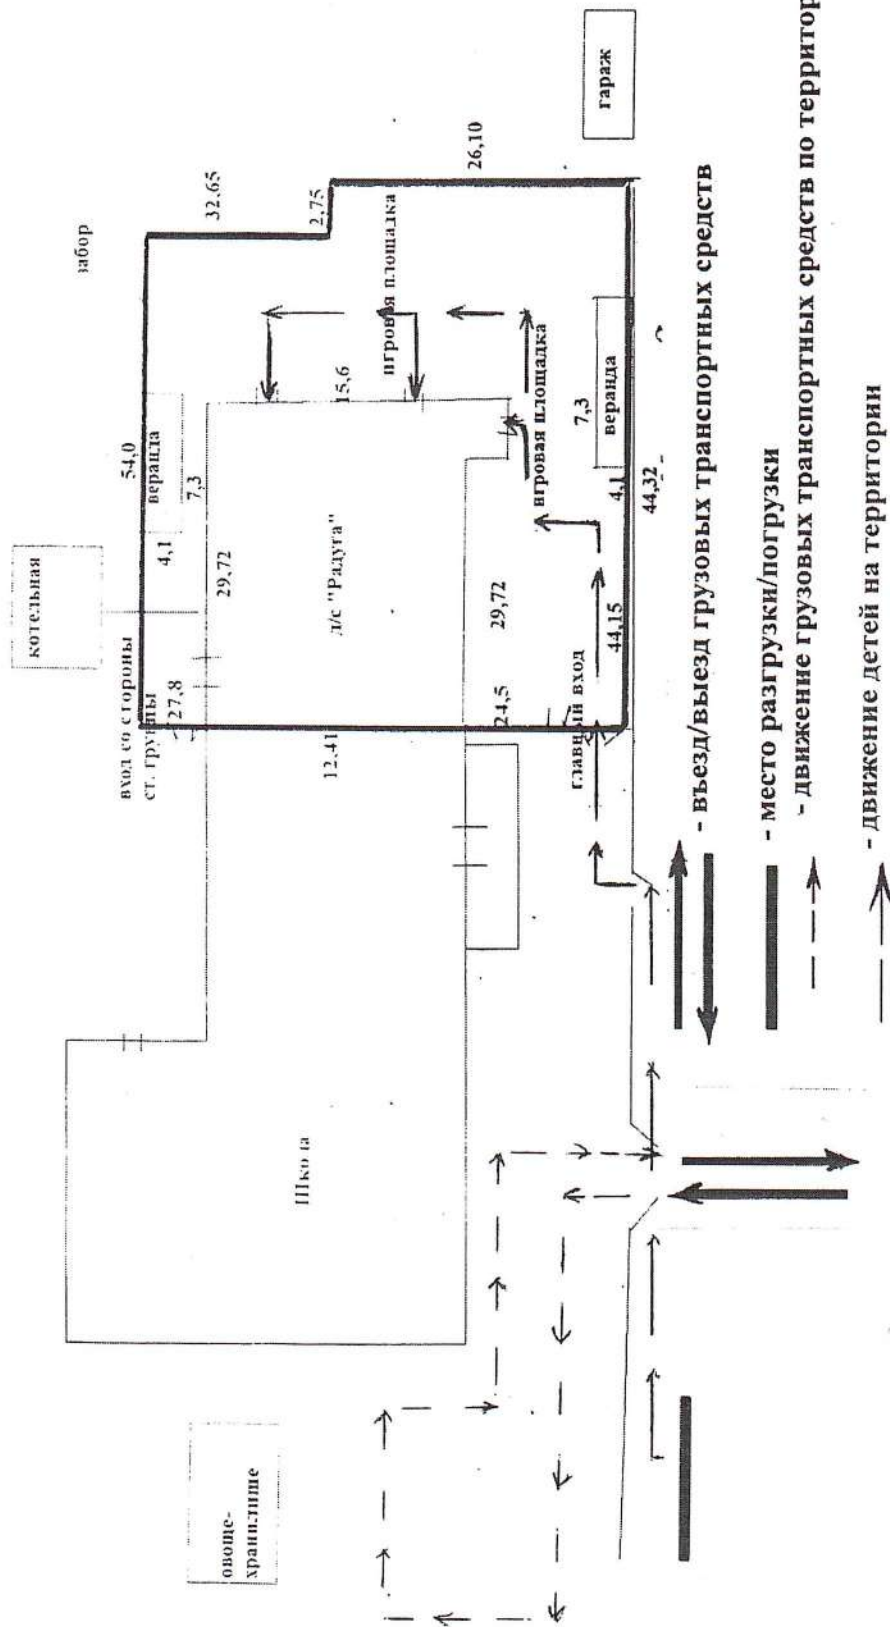 забор
котельная
вход со стороны
ст. группы
54,0
веранда
4,1
7,3
27,8
29,72
32,65
2,75
26,10
гараж
игровая площадка
15,6
д/с "Радуга"
12,41
24,5
29,72
игровая площадка
7,3
веранда
4,1
44,32
44,15
главный вход
Школа
овоще-
хранилище
- въезд/выезд грузовых транспортных средств
- место разгрузки/погрузки
- движение грузовых транспортных средств по территор
- движение детей на территории